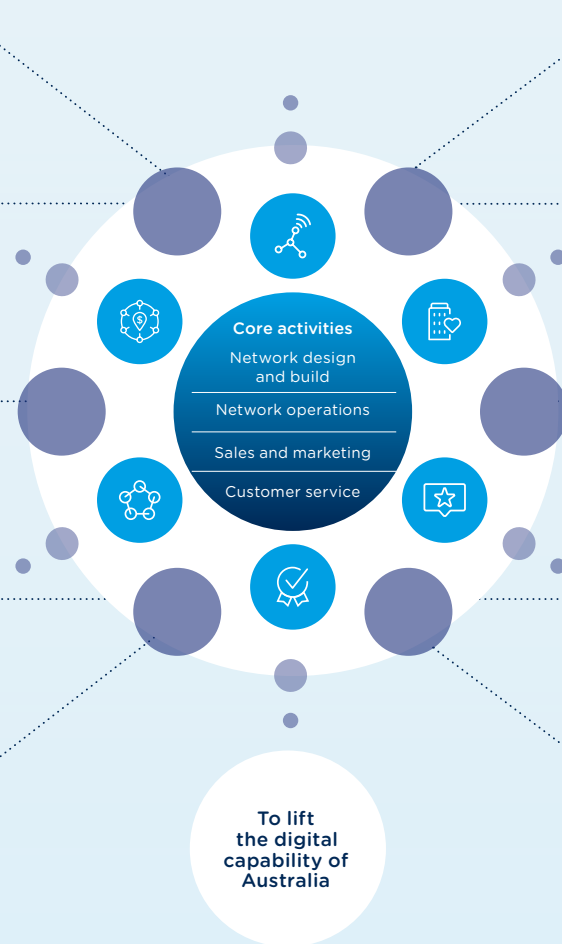 Core activities
Network design
and build
Network operations
Sales and marketing
Customer service
$
To lift
the digital
capability of
Australia